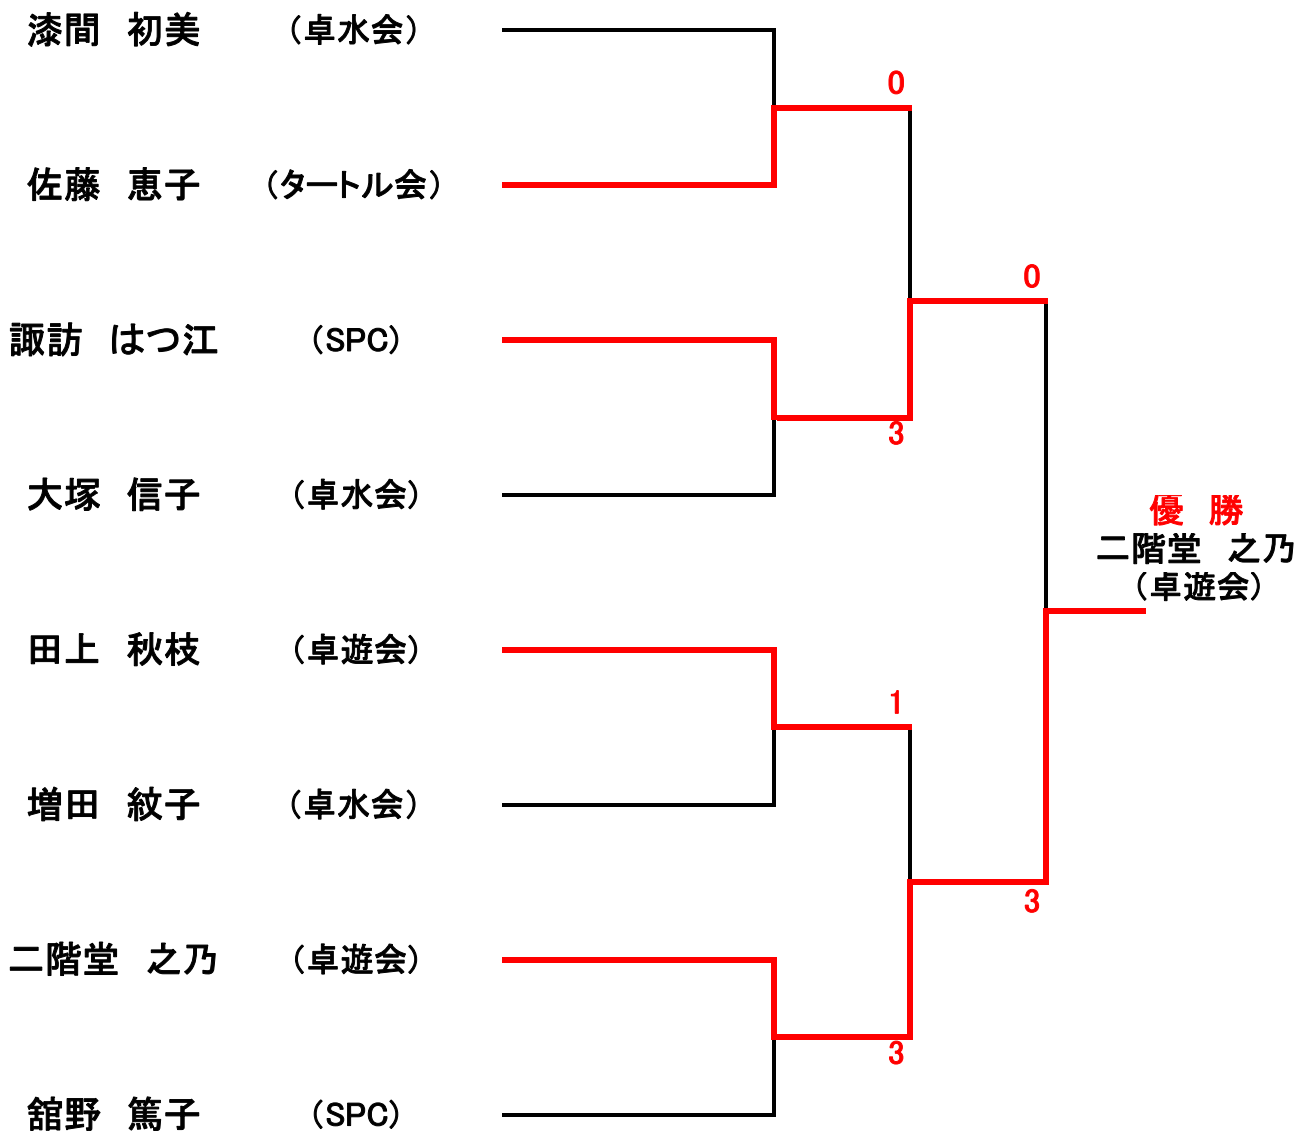 漆間　初美　（卓水会）
0
佐藤　恵子　（タートル会）
0
諏訪　はつ江　（SPC）
3
大塚　信子　（卓水会）
優　勝
二階堂　之乃
（卓遊会）
田上　秋枝　（卓遊会）
1
増田　紋子　（卓水会）
3
二階堂　之乃　（卓遊会）
3
舘野　篤子　（SPC）